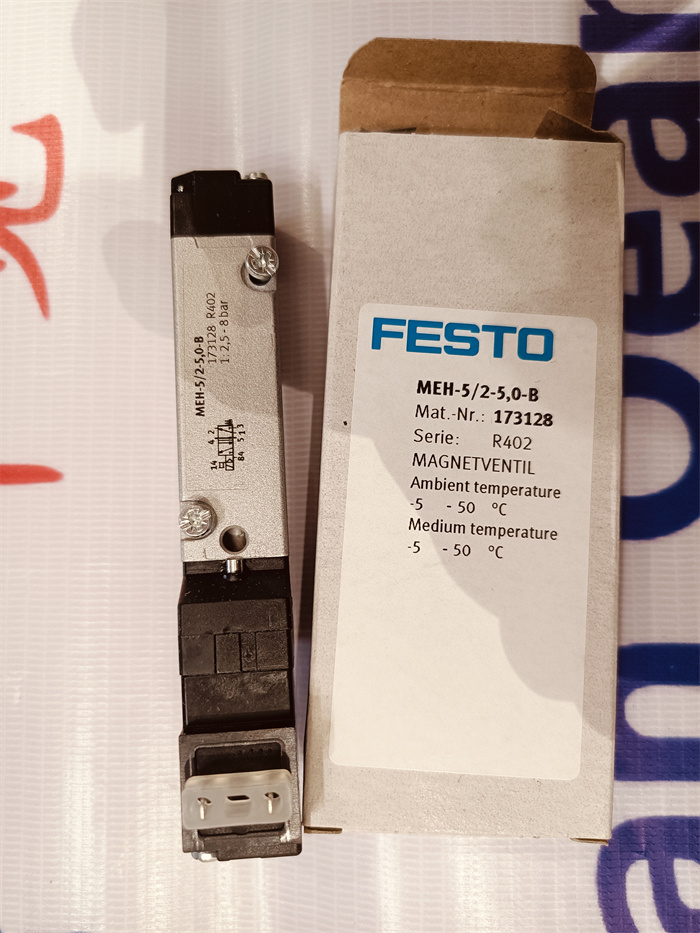 MEH-5/2-5,0-B
173128 R402
1: 2,5 - 8 bar
14 4 2
84 5 1 3
FESTO
MEH-5/2-5,0-B
Mat.-Nr.: 173128
Serie: R402
MAGNETVENTIL
Ambient temperature
-5 - 50 °C
Medium temperature
-5 - 50 °C